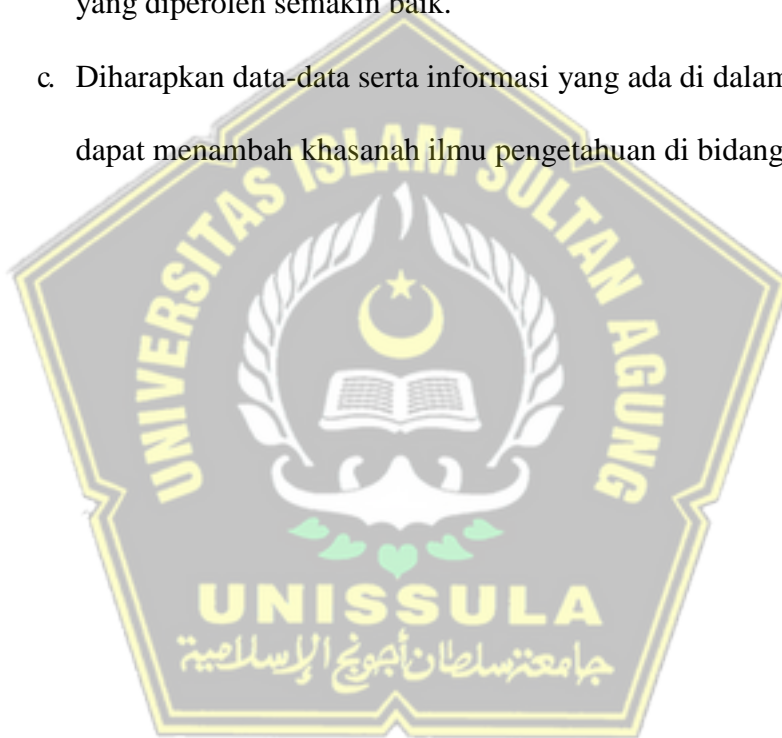 yang diperoleh semakin baik.
c. Diharapkan data-data serta informasi yang ada di dalam
dapat menambah khasanah ilmu pengetahuan di bidang
UNIVERSITAS ISLAM SULTAN AGUNG
UNISSULA
جامعة سلطان أجونج الإسلامية